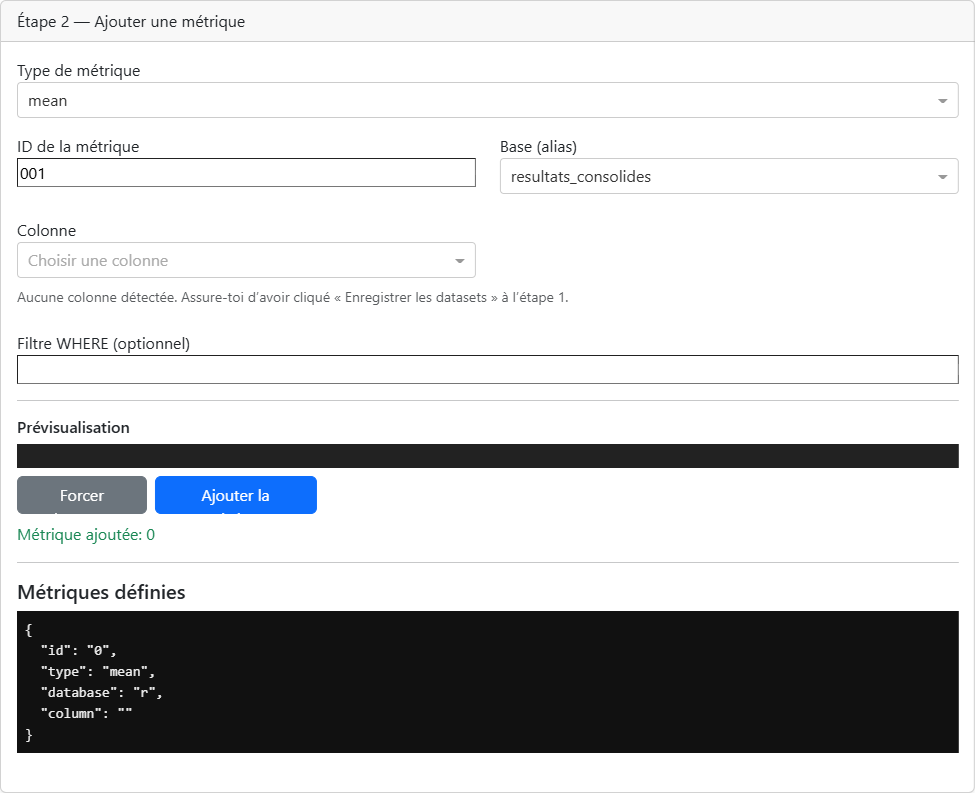 Étape 2 — Ajouter une métrique
Type de métrique
mean
ID de la métrique
Base (alias)
001
resultats_consolides
Colonne
Choisir une colonne
Aucune colonne détectée. Assure-toi d’avoir cliqué « Enregistrer les datasets » à l’étape 1.
Filtre WHERE (optionnel)
Prévisualisation
Forcer
Ajouter la
Métrique ajoutée: 0
Métriques définies
{
"id": "0",
"type": "mean",
"database": "r",
"column": ""
}